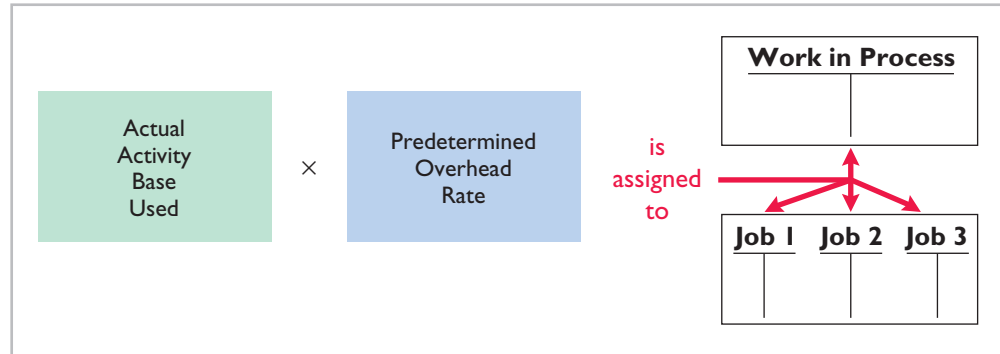 Actual
Activity
Base
Used
×
Predetermined
Overhead
Rate
is
assigned
to
Work in Process
Job 1 Job 2 Job 3